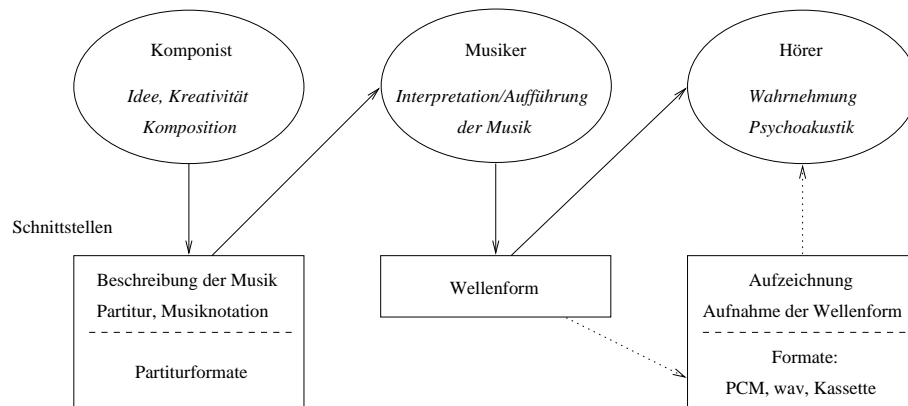 Komponist
Idee, Kreativität
Komposition
Musiker
Interpretation/Aufführung
der Musik
Hörer
Wahrnehmung
Psychoakustik
Schnittstellen
Beschreibung der Musik
Partitur, Musiknotation
Partiturformate
Wellenform
Aufzeichnung
Aufnahme der Wellenform
Formate:
PCM, wav, Kassette